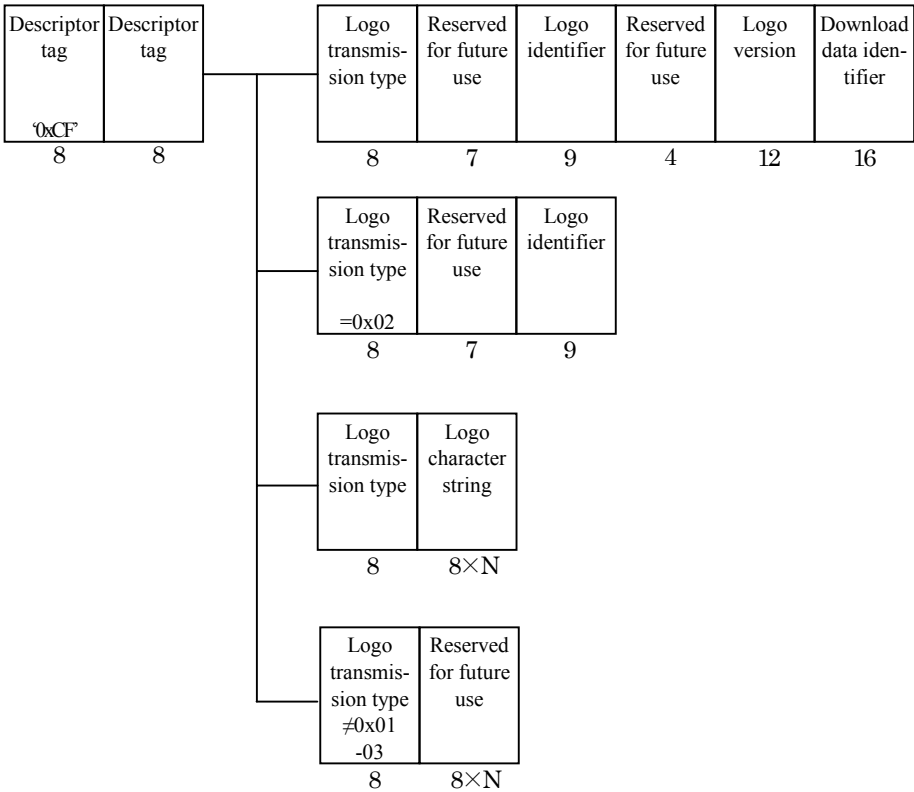 Descriptor
tag
'0xCF'
8
Descriptor
tag
8
Logo
transmis-
sion type
8
Reserved
for future
use
7
Logo
identifier
9
Reserved
for future
use
4
Logo
version
12
Download
data iden-
tifier
16
Logo
transmis-
sion type
=0x02
8
Reserved
for future
use
7
Logo
identifier
9
Logo
transmis-
sion type
8
Logo
character
string
8×N
Logo
transmis-
sion type
≠0x01
-03
8
Reserved
for future
use
8×N